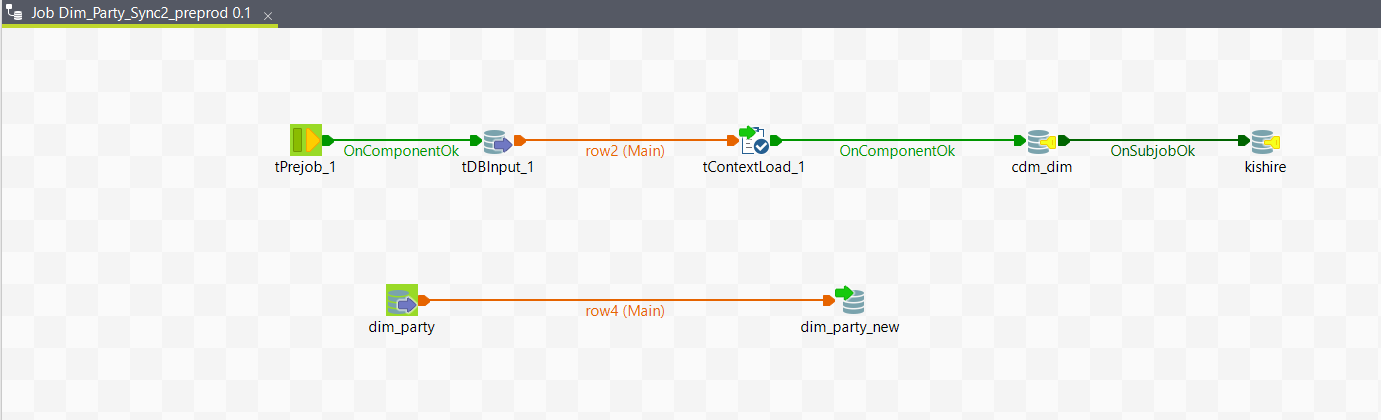 Job Dim_Party_Sync2_preprod 0.1
OnComponentOk
row2 (Main)
OnComponentOk
OnSubjobOk
tPrejob_1
tDBInput_1
tContextLoad_1
cdm_dim
kishire
row4 (Main)
dim_party
dim_party_new